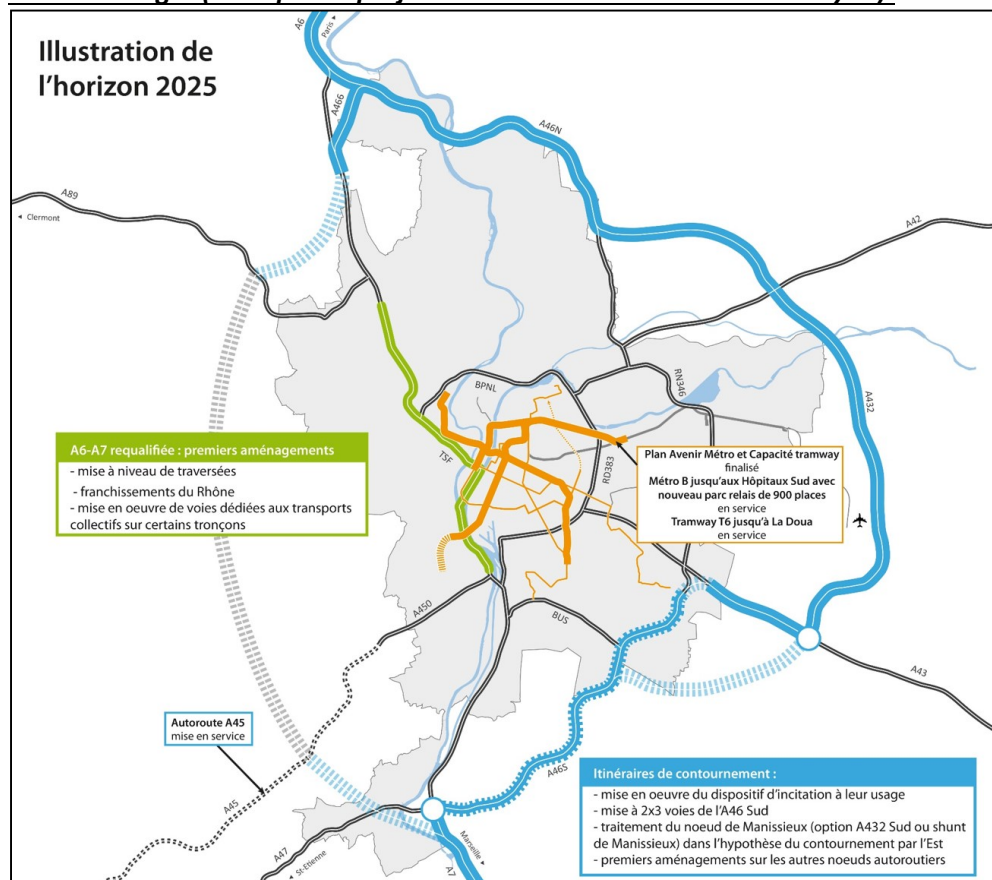 Illustration de
l'horizon 2025
A6
Paris
A466
A46N
A89
Clermont
A42
BPNL
RN346
A432
TSF
RD383
A6-A7 requalifiée : premiers aménagements
- mise à niveau de traversées
- franchissements du Rhône
- mise en oeuvre de voies dédiées aux transports
collectifs sur certains tronçons
Plan Avenir Métro et Capacité tramway
finalisé
Métro B jusqu'aux Hôpitaux Sud avec
nouveau parc relais de 900 places
en service
Tramway T6 jusqu'à La Doua
en service
A450
BUS
A43
Autoroute A45
mise en service
A45
A46S
A47
St-Etienne
Marseille
A7
Itinéraires de contournement :
- mise en oeuvre du dispositif d'incitation à leur usage
- mise à 2x3 voies de l'A46 Sud
- traitement du noeud de Manissieux (option A432 Sud ou shunt
de Manissieux) dans l'hypothèse du contournement par l'Est
- premiers aménagements sur les autres noeuds autoroutiers